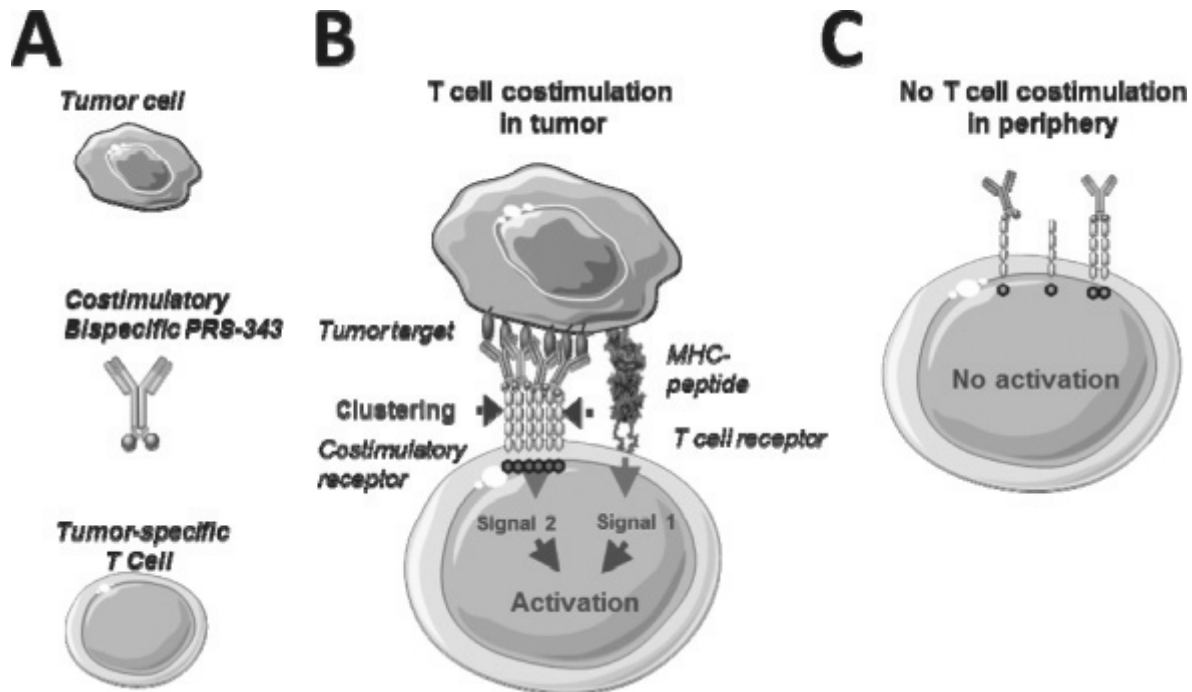 A
Tumor cell
Costimulatory
Bispecific PRS-343
Tumor-specific
T Cell
B
T cell costimulation
in tumor
Tumor target
MHC-
peptide
Clustering
T cell receptor
Costimulatory
receptor
Signal 2
Signal 1
Activation
C
No T cell costimulation
in periphery
No activation